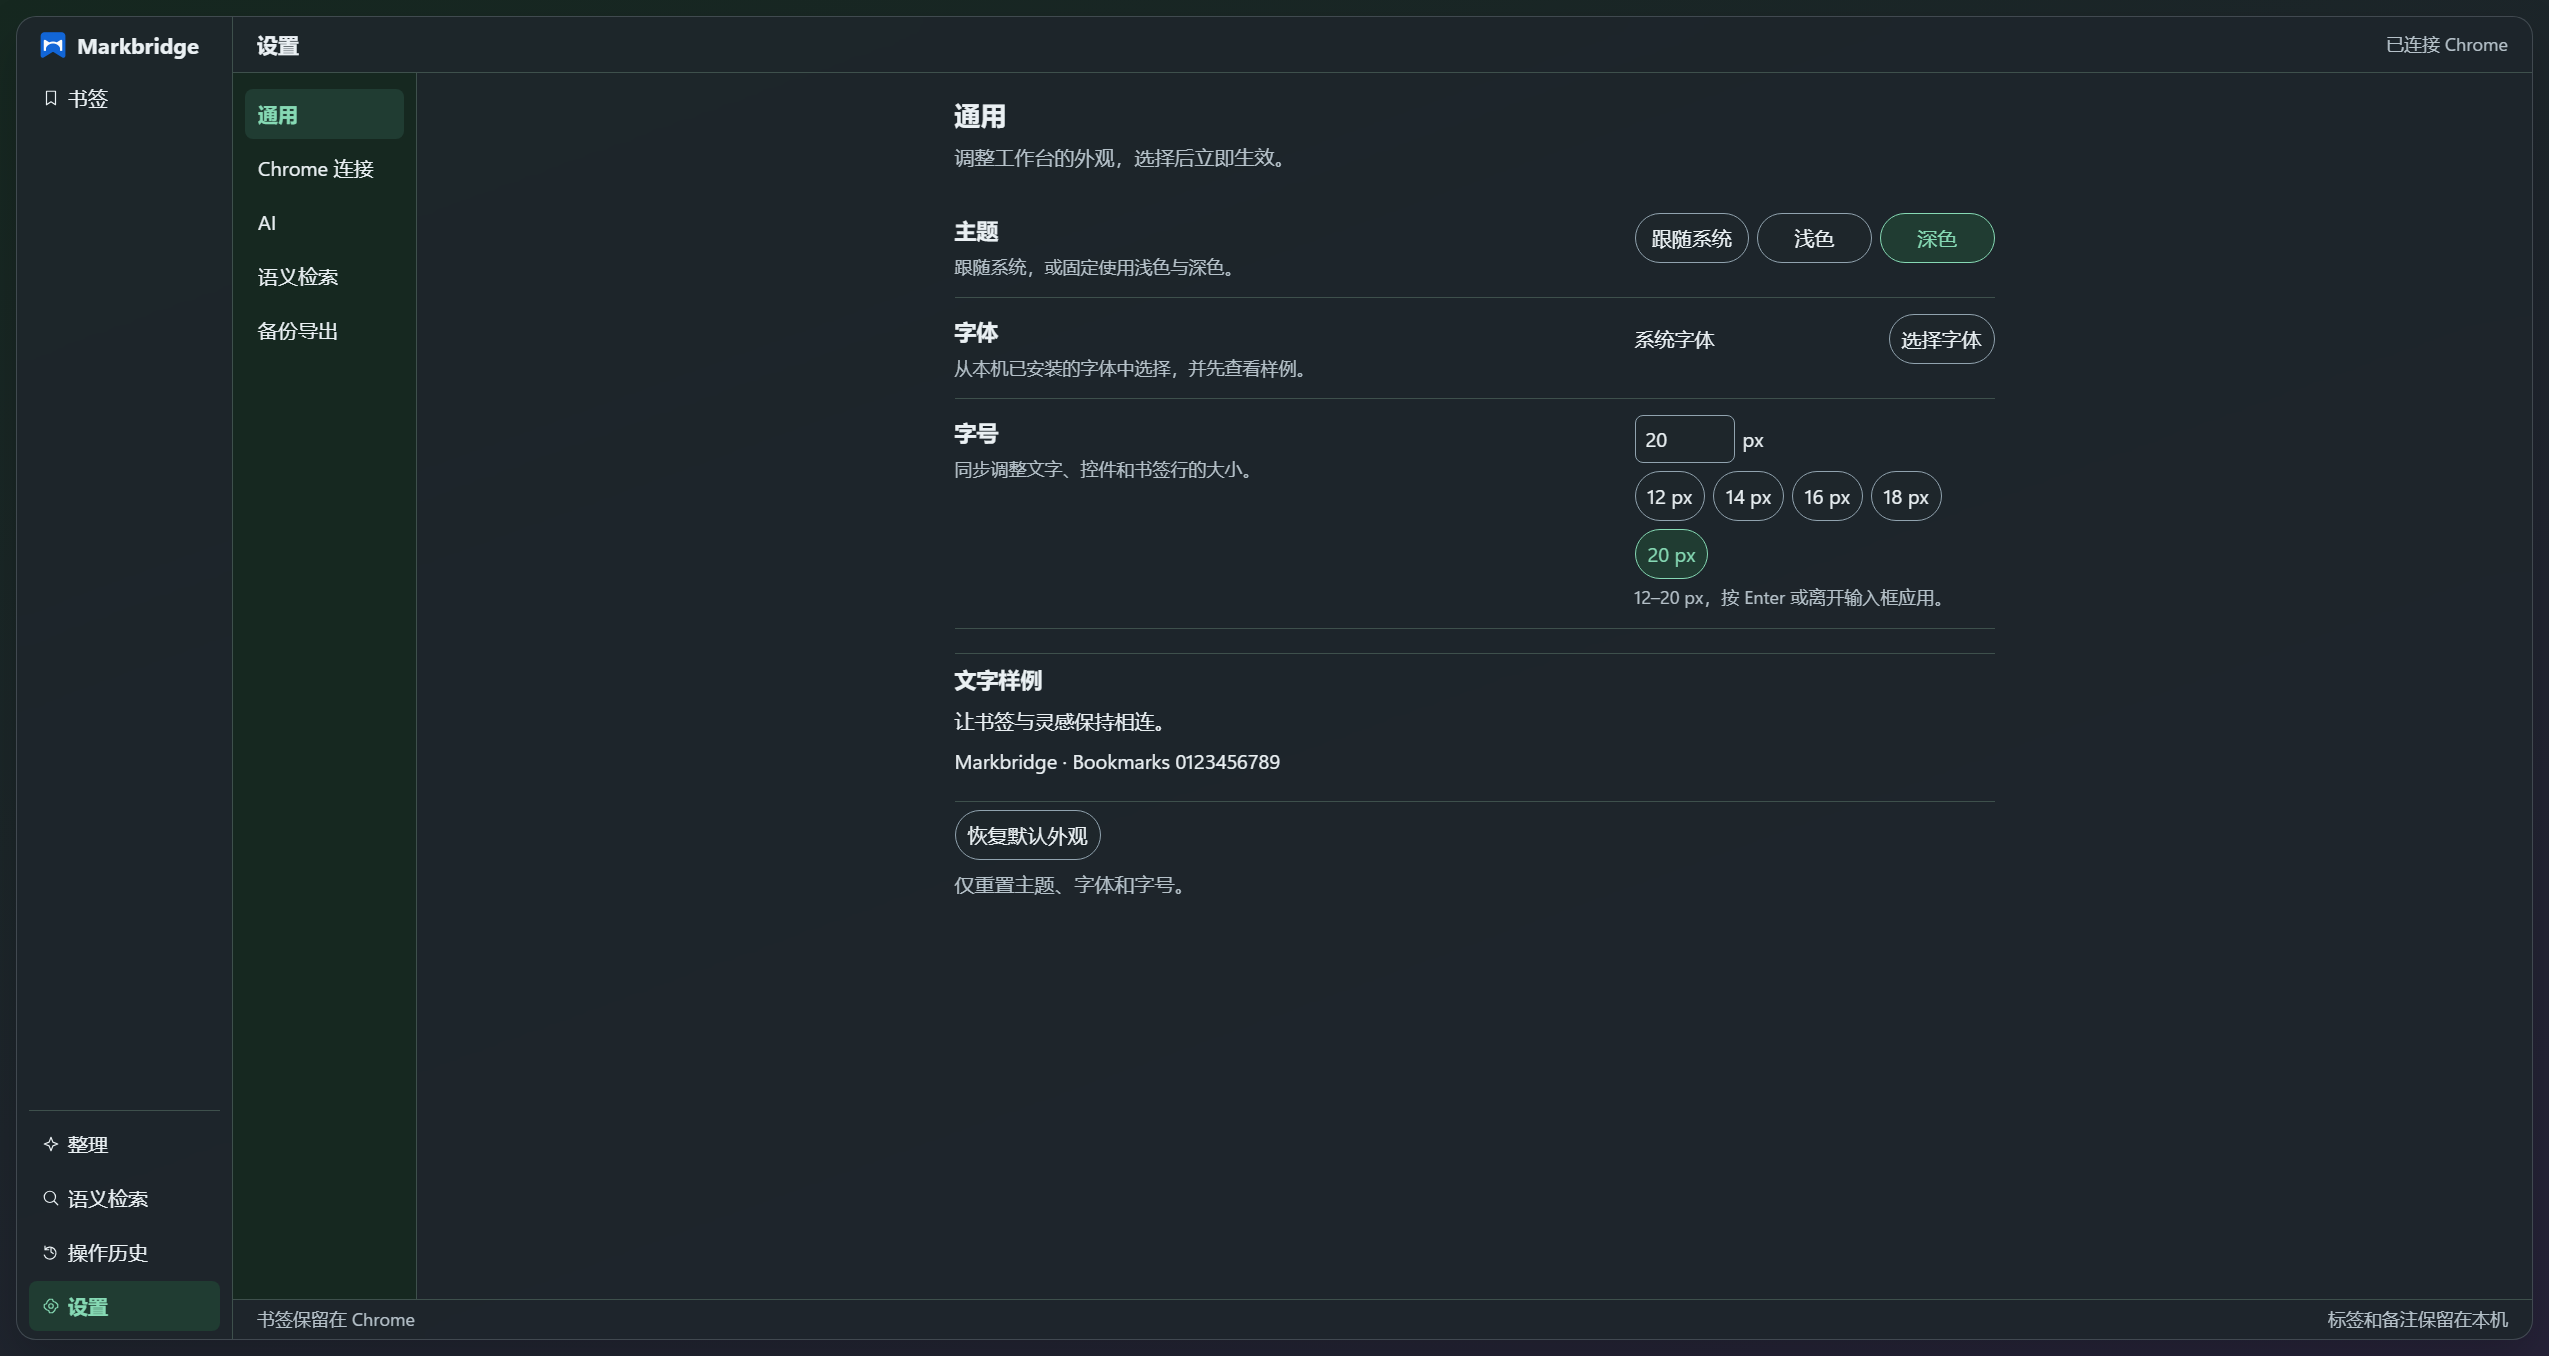 Markbridge
书签
整理
语义检索
操作历史
设置
设置
已连接 Chrome
通用
Chrome 连接
AI
语义检索
备份导出
通用
调整工作台的外观，选择后立即生效。
主题
跟随系统，或固定使用浅色与深色。
跟随系统 浅色 深色
字体
从本机已安装的字体中选择，并先查看样例。
系统字体 选择字体
字号
同步调整文字、控件和书签行的大小。
20 px
12 px 14 px 16 px 18 px
20 px
12–20 px，按 Enter 或离开输入框应用。
文字样例
让书签与灵感保持相连。
Markbridge · Bookmarks 0123456789
恢复默认外观
仅重置主题、字体和字号。
书签保留在 Chrome
标签和备注保留在本机